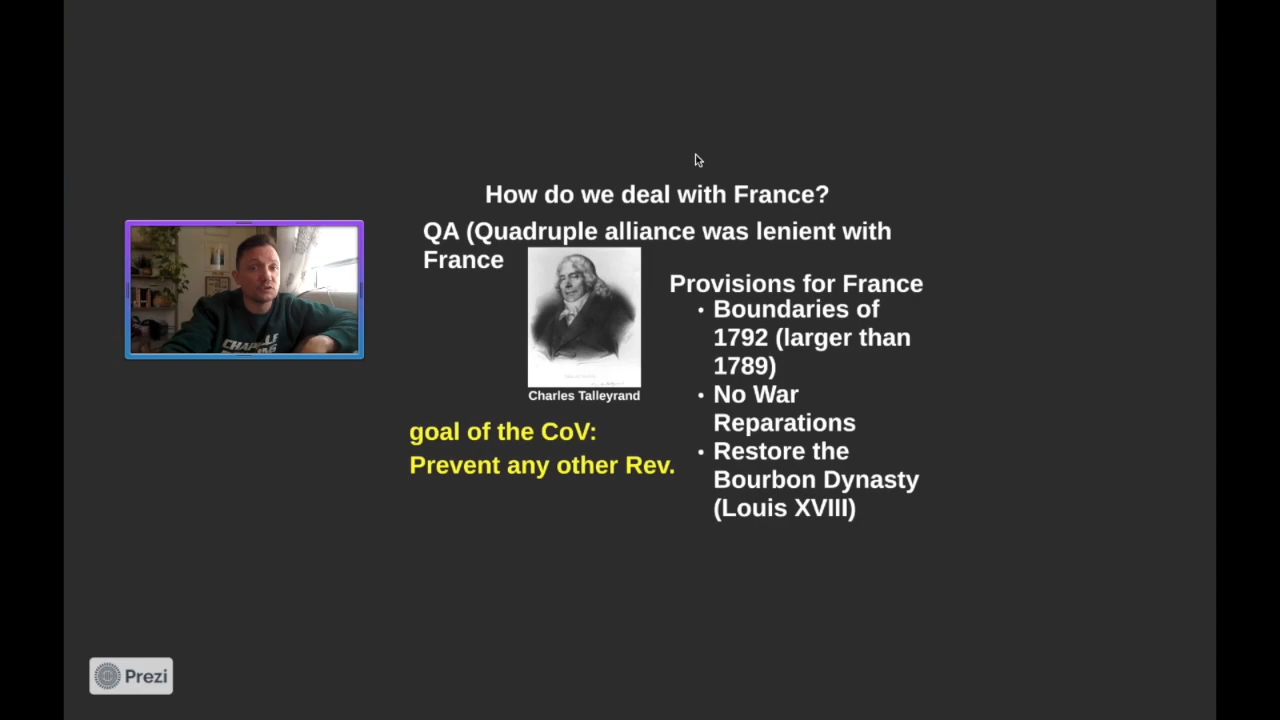 How do we deal with France?
QA (Quadruple alliance was lenient with
France
Charles Talleyrand
goal of the CoV:
Prevent any other Rev.
Provisions for France
• Boundaries of
1792 (larger than
1789)
• No War
Reparations
• Restore the
Bourbon Dynasty
(Louis XVIII)
Prezi